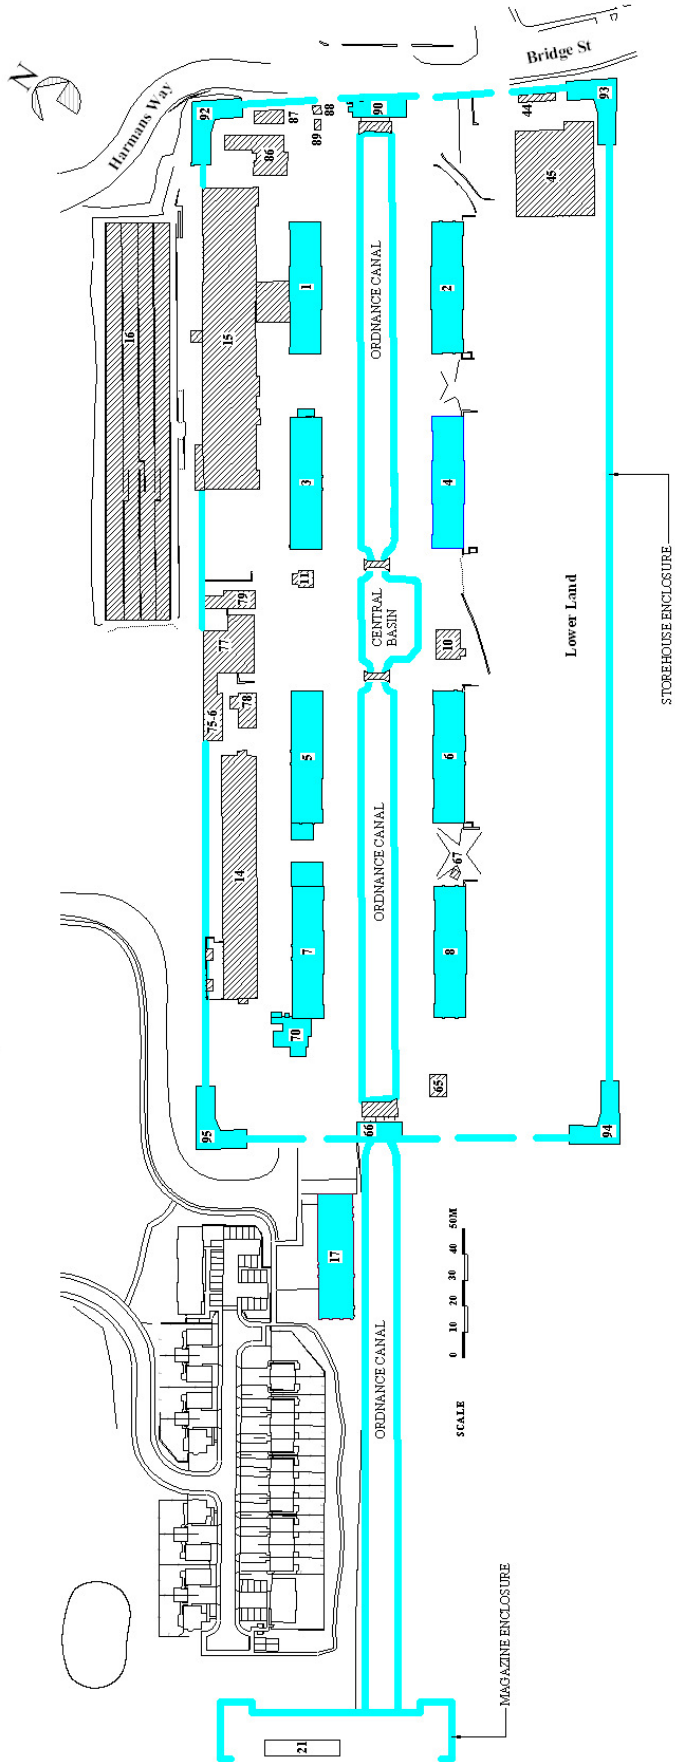 N
Harmans Way
Bridge St
92
87
88
89
90
44
93
86
45
16
15
1
ORDNANCE CANAL
2
3
4
11
79
77
CENTRAL
BASIN
10
Lower Land
STOREHOUSE ENCLOSURE
75-6
78
5
6
14
ORDNANCE CANAL
67
7
8
70
65
95
66
94
17
0 10 20 30 40 50M
SCALE
ORDNANCE CANAL
MAGAZINE ENCLOSURE
21